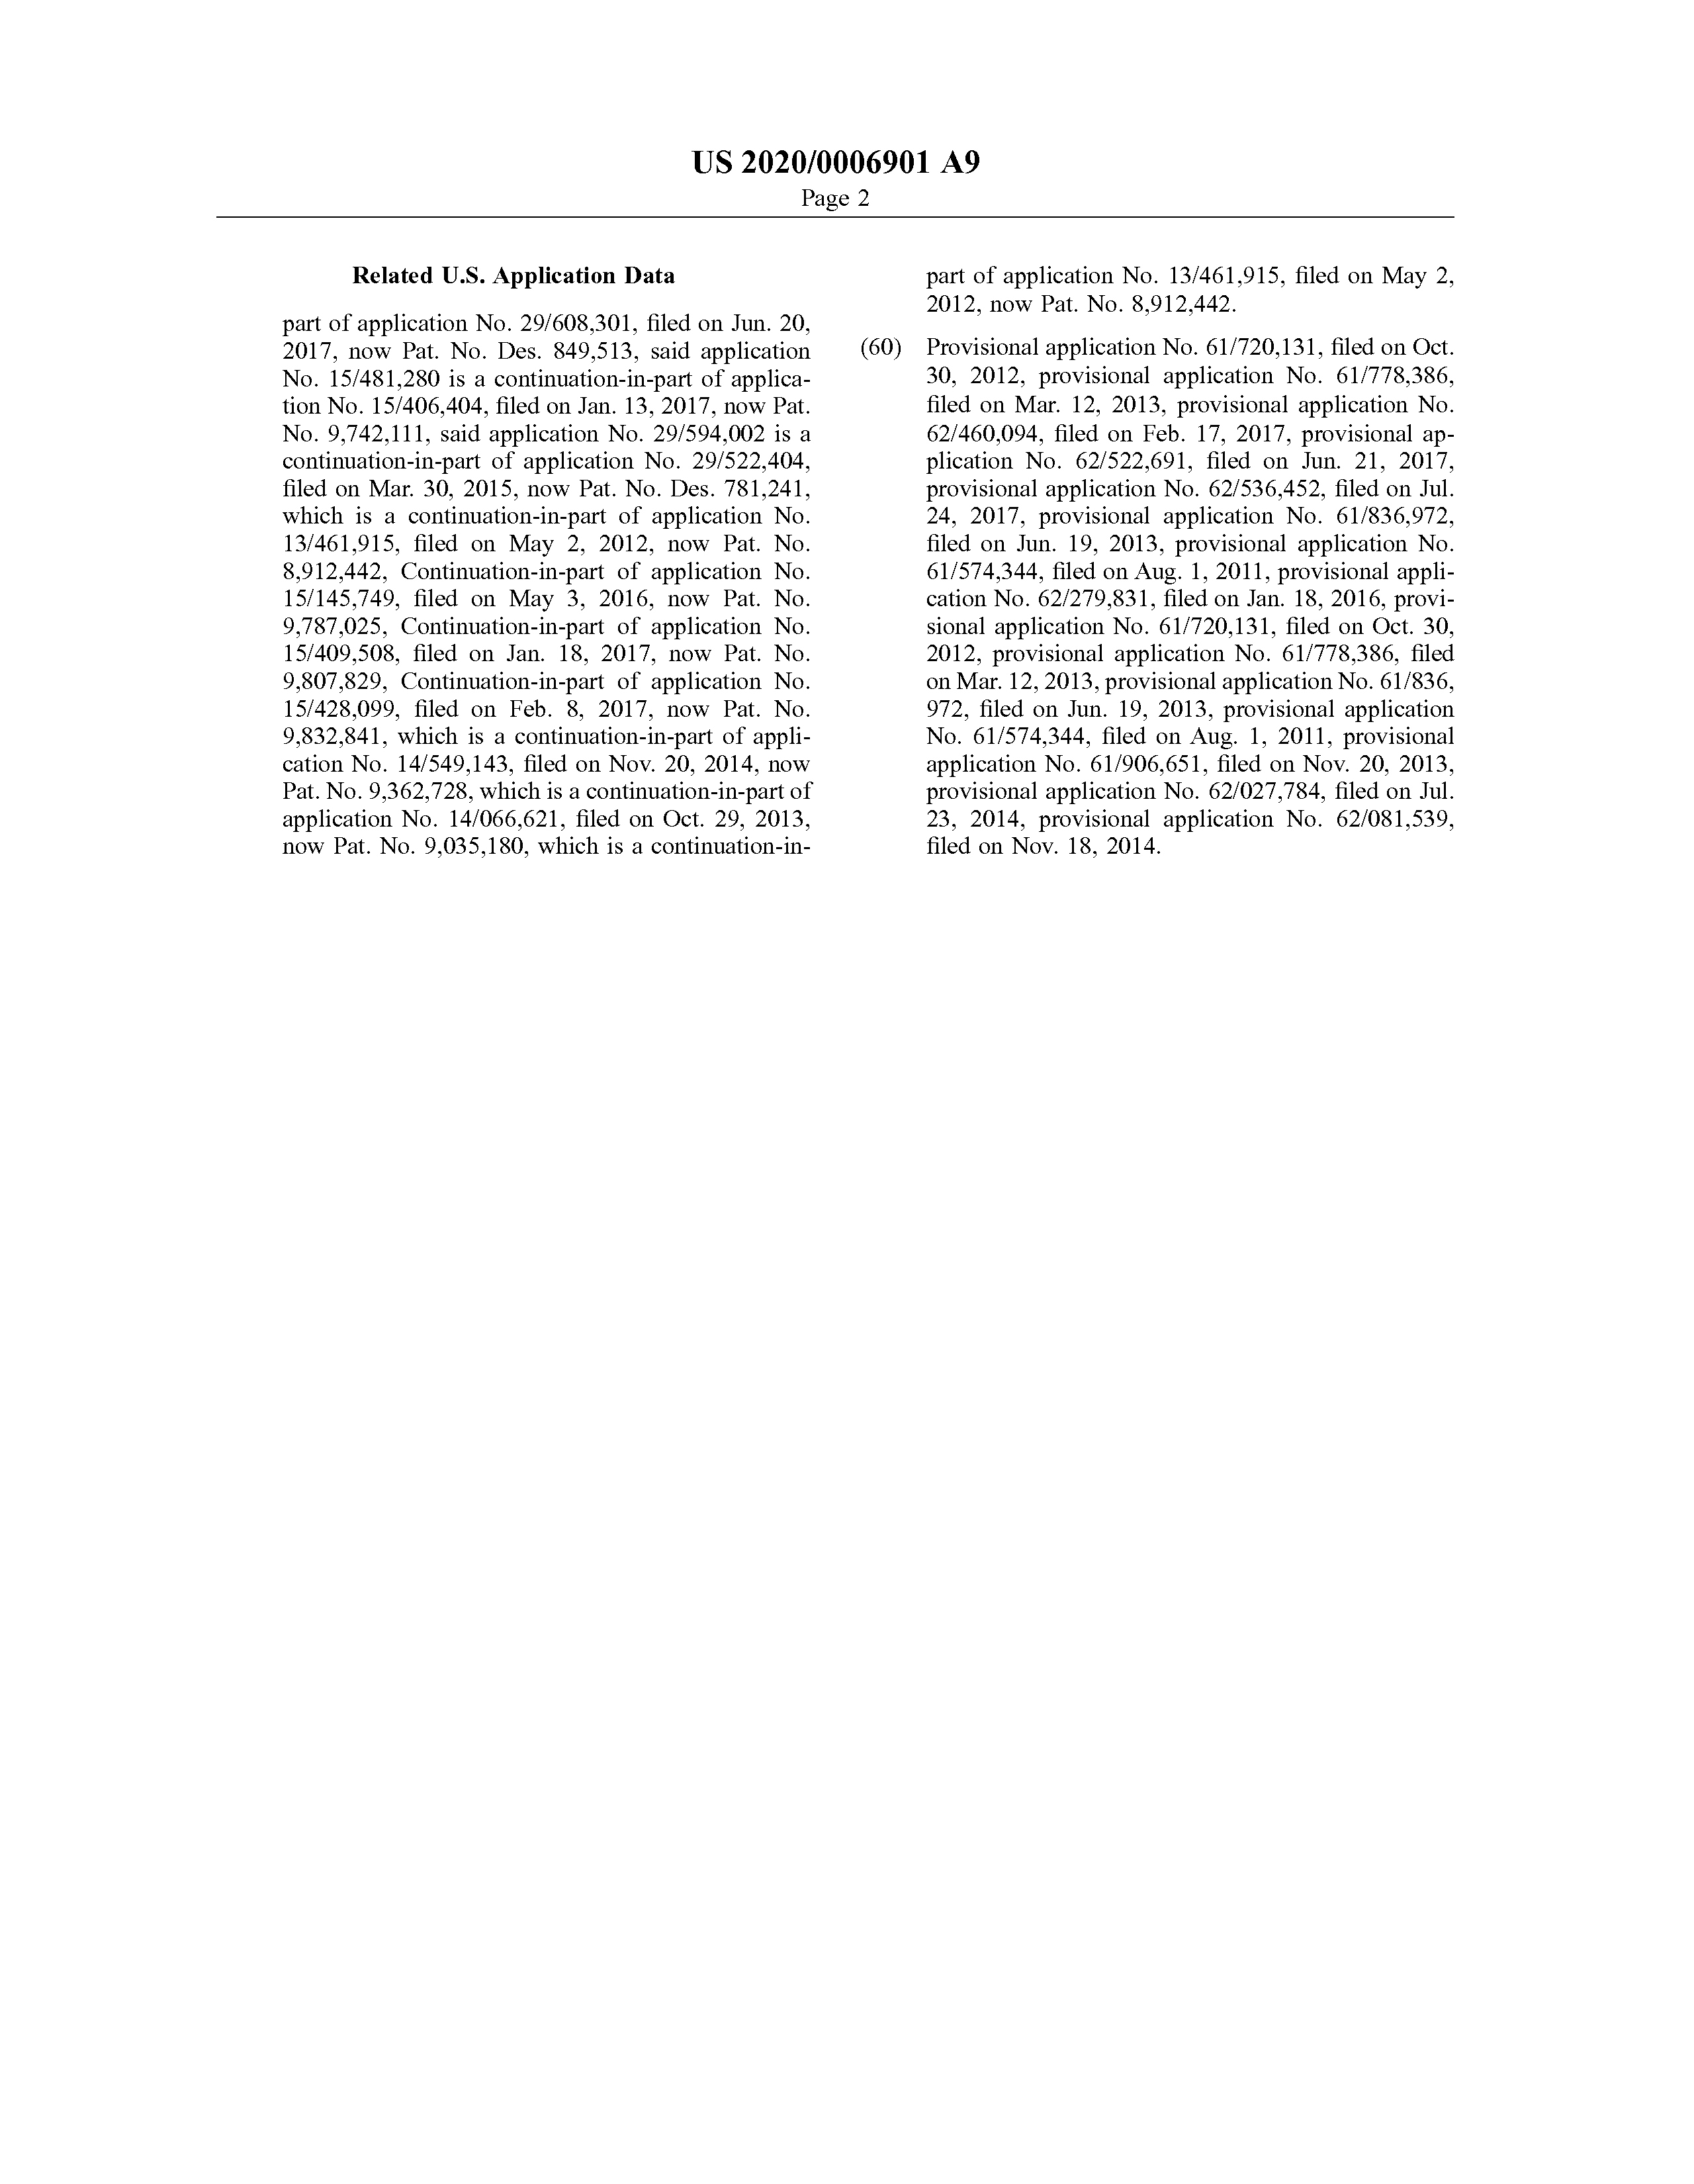 US 2020/0006901 A9
Page 2
Related U.S. Application Data
part of application No. 29/608,301, filed on Jun. 20,
2017, now Pat. No. Des. 849,513, said application
No. 15/481,280 is a continuation-in-part of applica-
tion No. 15/406,404, filed on Jan. 13, 2017, now Pat.
No. 9,742,111, said application No. 29/594,002 is a
continuation-in-part of application No. 29/522,404,
filed on Mar. 30, 2015, now Pat. No. Des. 781,241,
which is a continuation-in-part of application No.
13/461,915, filed on May 2, 2012, now Pat. No.
8,912,442, Continuation-in-part of application No.
15/145,749, filed on May 3, 2016, now Pat. No.
9,787,025, Continuation-in-part of application No.
15/409,508, filed on Jan. 18, 2017, now Pat. No.
9,807,829, Continuation-in-part of application No.
15/428,099, filed on Feb. 8, 2017, now Pat. No.
9,832,841, which is a continuation-in-part of appli-
cation No. 14/549,143, filed on Nov. 20, 2014, now
Pat. No. 9,362,728, which is a continuation-in-part of
application No. 14/066,621, filed on Oct. 29, 2013,
now Pat. No. 9,035,180, which is a continuation-in-
part of application No. 13/461,915, filed on May 2,
2012, now Pat. No. 8,912,442.
(60) Provisional application No. 61/720,131, filed on Oct.
30, 2012, provisional application No. 61/778,386,
filed on Mar. 12, 2013, provisional application No.
62/460,094, filed on Feb. 17, 2017, provisional ap-
plication No. 62/522,691, filed on Jun. 21, 2017,
provisional application No. 62/536,452, filed on Jul.
24, 2017, provisional application No. 61/836,972,
filed on Jun. 19, 2013, provisional application No.
61/574,344, filed on Aug. 1, 2011, provisional appli-
cation No. 62/279,831, filed on Jan. 18, 2016, provi-
sional application No. 61/720,131, filed on Oct. 30,
2012, provisional application No. 61/778,386, filed
on Mar. 12, 2013, provisional application No. 61/836,
972, filed on Jun. 19, 2013, provisional application
No. 61/574,344, filed on Aug. 1, 2011, provisional
application No. 61/906,651, filed on Nov. 20, 2013,
provisional application No. 62/027,784, filed on Jul.
23, 2014, provisional application No. 62/081,539,
filed on Nov. 18, 2014.